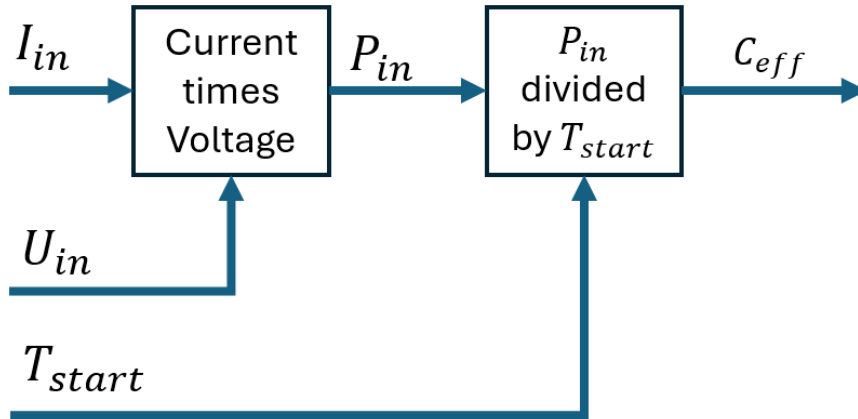 I_in
Current
times
Voltage
P_in
P_in
divided
by T_start
C_eff
U_in
T_start